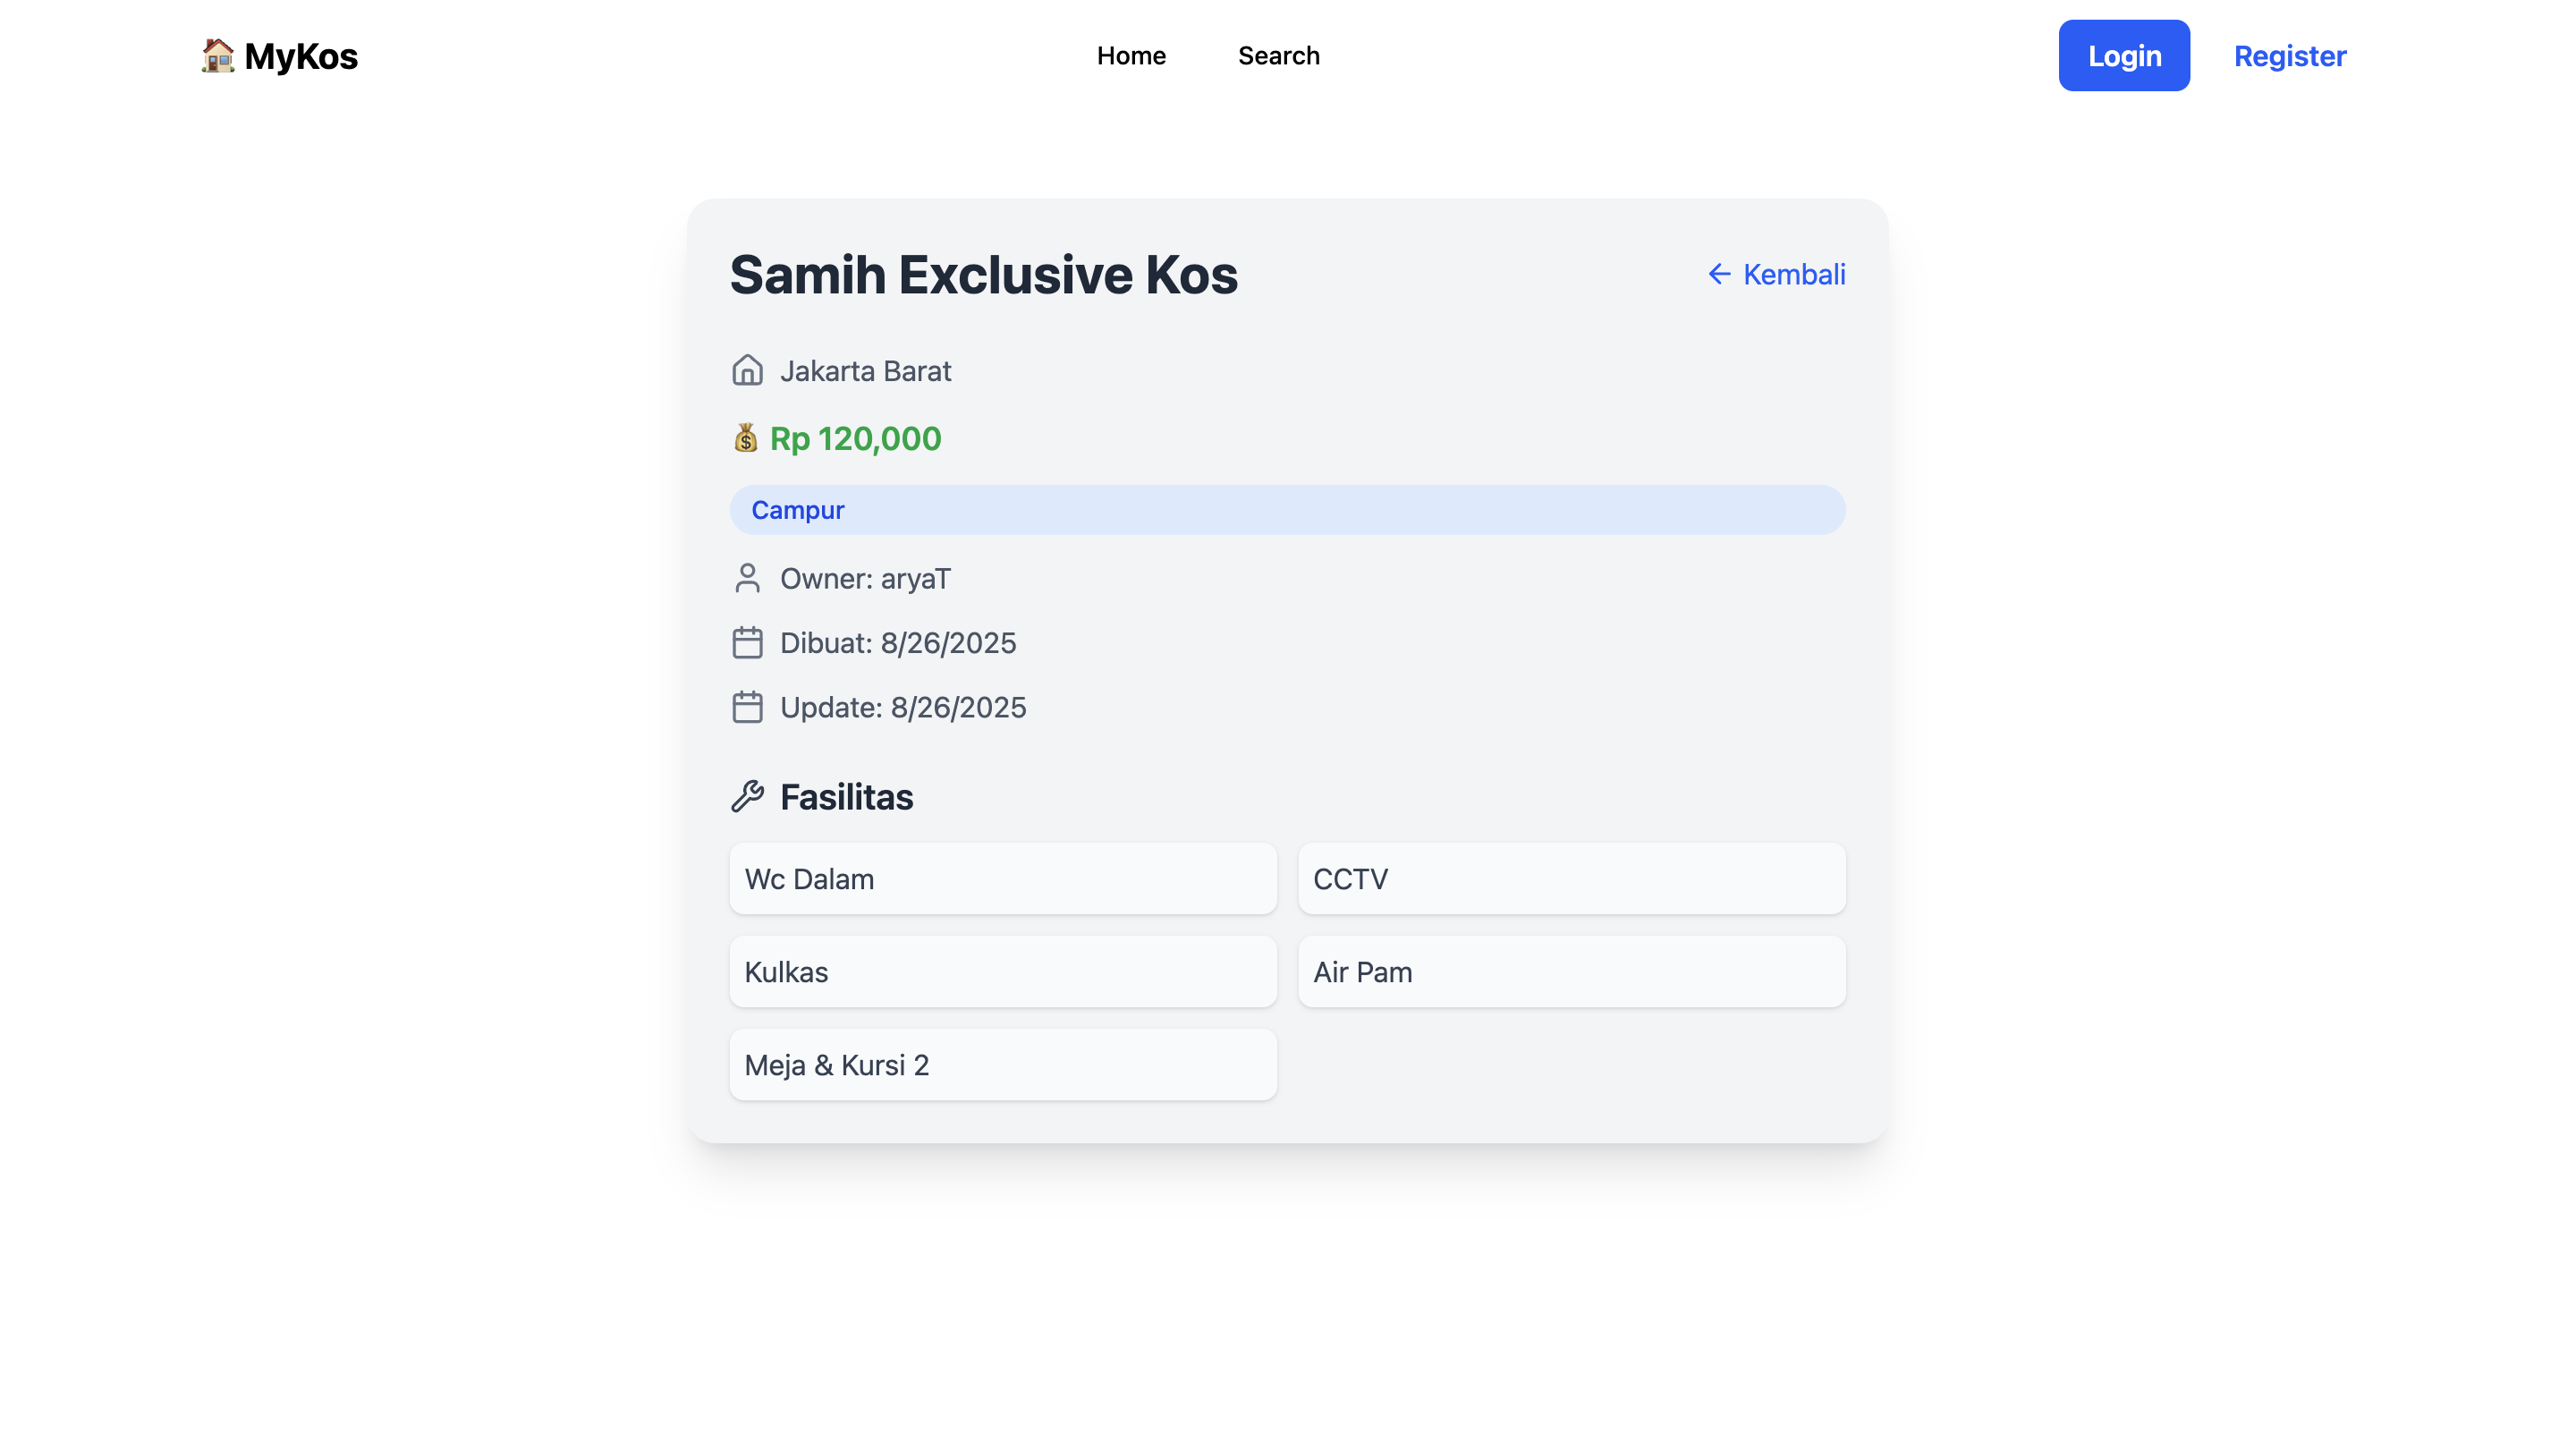 MyKos
Home
Search
Login
Register
Samih Exclusive Kos
← Kembali
Jakarta Barat
Rp 120,000
Campur
Owner: aryaT
Dibuat: 8/26/2025
Update: 8/26/2025
Fasilitas
Wc Dalam
CCTV
Kulkas
Air Pam
Meja & Kursi 2